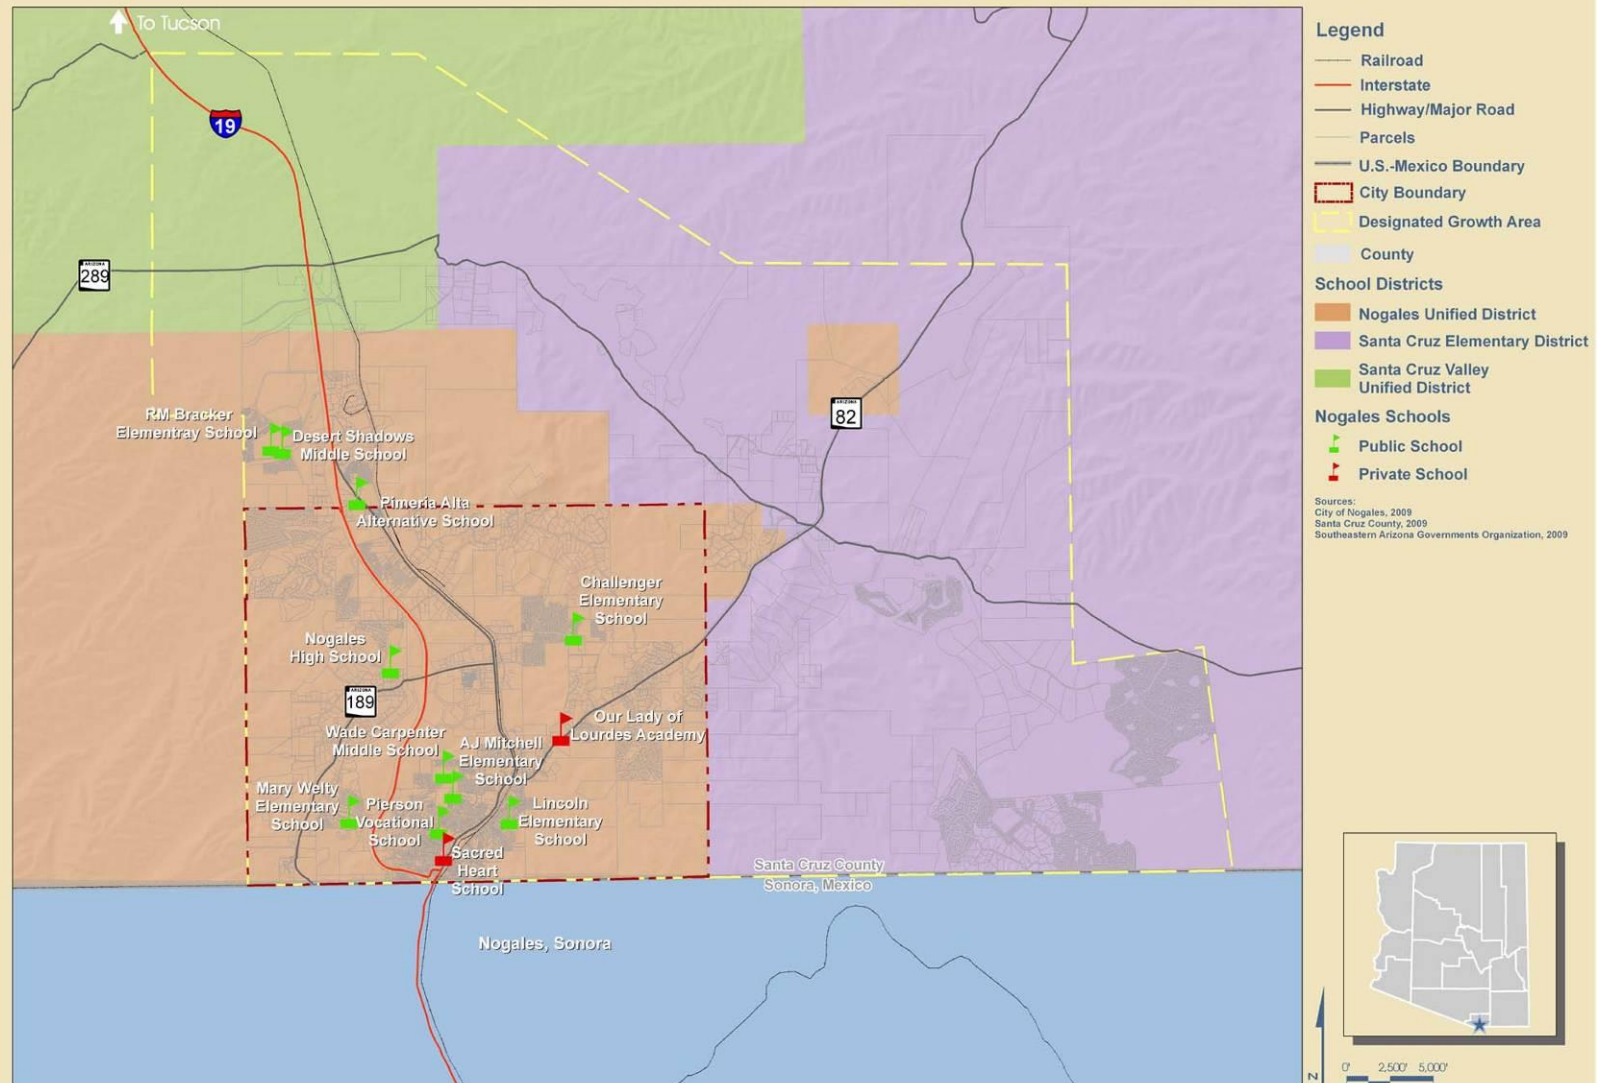 To Tucson
19
ARIZONA
289
ARIZONA
82
RM Bracker
Elementray School
Desert Shadows
Middle School
Pimeria Alta
Alternative School
Challenger
Elementary
School
Nogales
High School
ARIZONA
189
Our Lady of
Lourdes Academy
Wade Carpenter
Middle School
AJ Mitchell
Elementary
School
Mary Welty
Elementary
School
Pierson
Vocational
School
Lincoln
Elementary
School
Sacred
Heart
School
Santa Cruz County
Sonora, Mexico
Nogales, Sonora
Legend
Railroad
Interstate
Highway/Major Road
Parcels
U.S.-Mexico Boundary
City Boundary
Designated Growth Area
County
School Districts
Nogales Unified District
Santa Cruz Elementary District
Santa Cruz Valley
Unified District
Nogales Schools
Public School
Private School
Sources:
City of Nogales, 2009
Santa Cruz County, 2009
Southeastern Arizona Governments Organization, 2009
N
0' 2,500' 5,000'